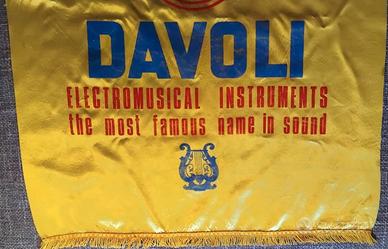 DAVOLI
ELECTROMUSICAL INSTRUMENTS
the most famous name in sound